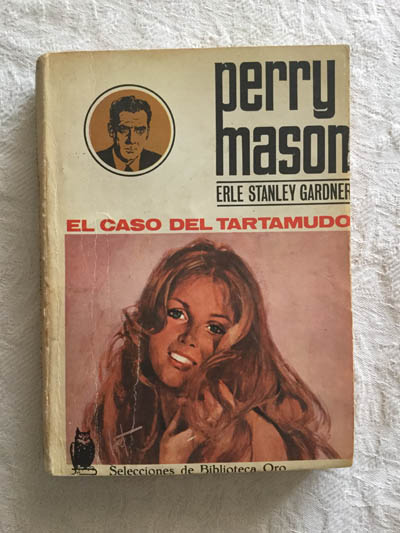 perry
mason
ERLE STANLEY GARDNER
EL CASO DEL TARTAMUDO
Selecciones de Biblioteca Oro